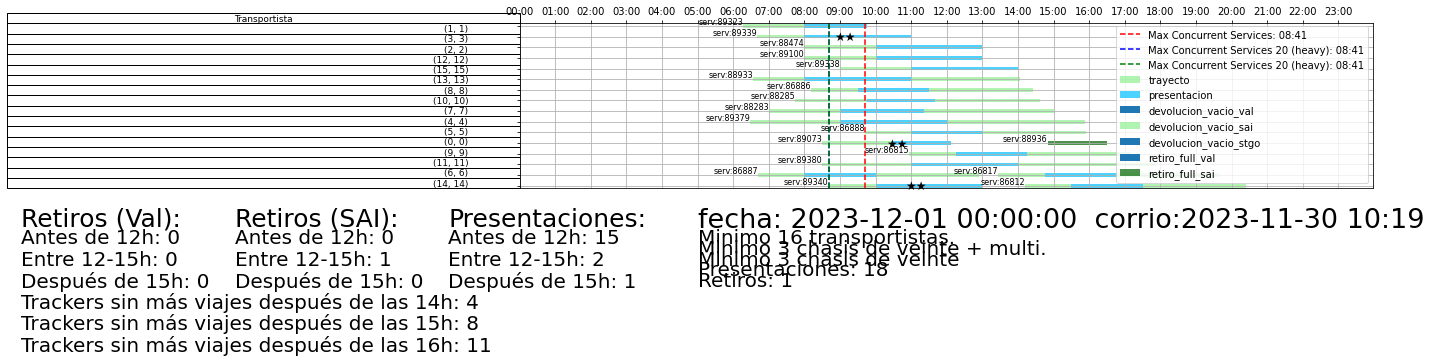 00:00 01:00 02:00 03:00 04:00 05:00 06:00 07:00 08:00 09:00 10:00 11:00 12:00 13:00 14:00 15:00 16:00 17:00 18:00 19:00 20:00 21:00 22:00 23:00
Transportista
(1, 1) serv:89323
(3, 3) serv:89339
(2, 2) serv:88474
(12, 12) serv:89100
(15, 15) serv:89338
(13, 13) serv:88933
(8, 8) serv:86886
(10, 10) serv:88285
(7, 7) serv:88283
(4, 4) serv:89379
(5, 5) serv:86888
(0, 0) serv:89073 serv:88936
(9, 9) serv:86815
(11, 11) serv:89380
(6, 6) serv:86887 serv:86817
(14, 14) serv:89340 serv:86812
Max Concurrent Services: 08:41
Max Concurrent Services 20 (heavy): 08:41
Max Concurrent Services 20 (heavy): 08:41
trayecto
presentacion
devolucion_vacio_val
devolucion_vacio_sai
devolucion_vacio_stgo
retiro_full_val
retiro_full_sai
Retiros (Val):
Antes de 12h: 0
Entre 12-15h: 0
Después de 15h: 0
Retiros (SAI):
Antes de 12h: 0
Entre 12-15h: 1
Después de 15h: 0
Presentaciones:
Antes de 12h: 15
Entre 12-15h: 2
Después de 15h: 1
Trackers sin más viajes después de las 14h: 4
Trackers sin más viajes después de las 15h: 8
Trackers sin más viajes después de las 16h: 11
fecha: 2023-12-01 00:00:00 corrio:2023-11-30 10:19
Minimo 16 transportistas.
Minimo 3 chasis de veinte + multi.
Minimo 3 chasis de veinte
Presentaciones: 18
Retiros: 1